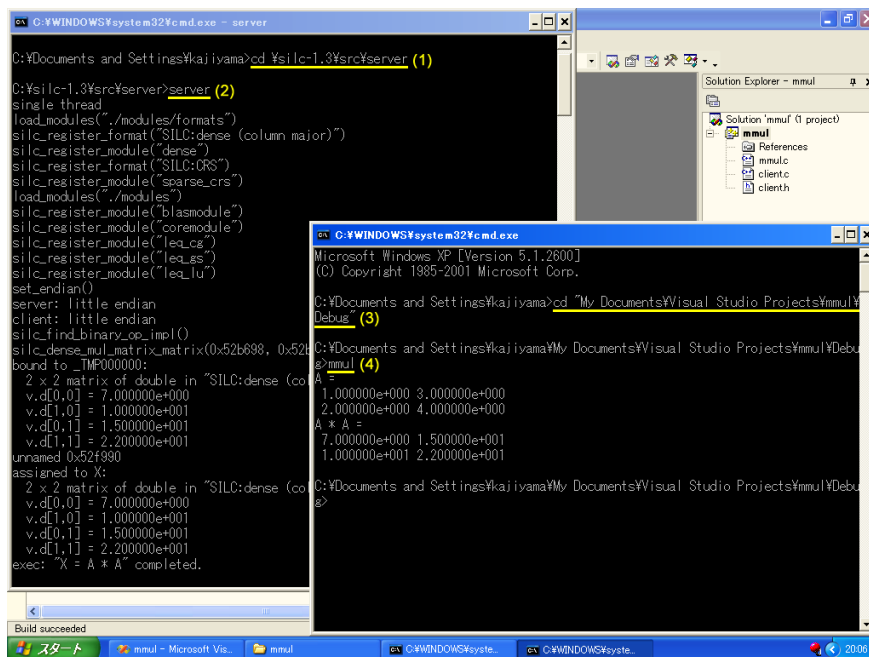 C:¥WINDOWS¥system32¥cmd.exe - server
C:¥Documents and Settings¥kajiyama>cd ¥silc-1.3¥src¥server (1)
C:¥silc-1.3¥src¥server>server (2)
single thread
load_modules("./modules/formats")
silc_register_format("SILC:dense (column major)")
silc_register_module("dense")
silc_register_format("SILC:CRS")
silc_register_module("sparse_crs")
load_modules("./modules")
silc_register_module("blasmodule")
silc_register_module("coremodule")
silc_register_module("leq_cg")
silc_register_module("leq_gs")
silc_register_module("leq_lu")
set_endian()
server: little endian
client: little endian
silc_find_binary_op_impl()
silc_dense_mul_matrix_matrix(0x52b698, 0x52b
bound to _TMP000000:
2 x 2 matrix of double in "SILC:dense (col
v.d[0,0] = 7.000000e+000
v.d[1,0] = 1.000000e+001
v.d[0,1] = 1.500000e+001
v.d[1,1] = 2.200000e+001
unnamed 0x52f990
assigned to X:
2 x 2 matrix of double in "SILC:dense (col
v.d[0,0] = 7.000000e+000
v.d[1,0] = 1.000000e+001
v.d[0,1] = 1.500000e+001
v.d[1,1] = 2.200000e+001
exec: "X = A * A" completed.
Solution Explorer - mmul
Solution 'mmul' (1 project)
mmul
References
mmul.c
client.c
client.h
C:¥WINDOWS¥system32¥cmd.exe
Microsoft Windows XP [Version 5.1.2600]
(C) Copyright 1985-2001 Microsoft Corp.
C:¥Documents and Settings¥kajiyama>cd "My Documents¥Visual Studio Projects¥mmul¥
Debug" (3)
C:¥Documents and Settings¥kajiyama¥My Documents¥Visual Studio Projects¥mmul¥Debu
g>mmul (4)
A =
1.000000e+000 3.000000e+000
2.000000e+000 4.000000e+000
A * A =
7.000000e+000 1.500000e+001
1.000000e+001 2.200000e+001
C:¥Documents and Settings¥kajiyama¥My Documents¥Visual Studio Projects¥mmul¥Debu
g>
Build succeeded
スタート
mmul - Microsoft Vis...
mmul
C:¥WINDOWS¥syste...
C:¥WINDOWS¥syste...
20:06